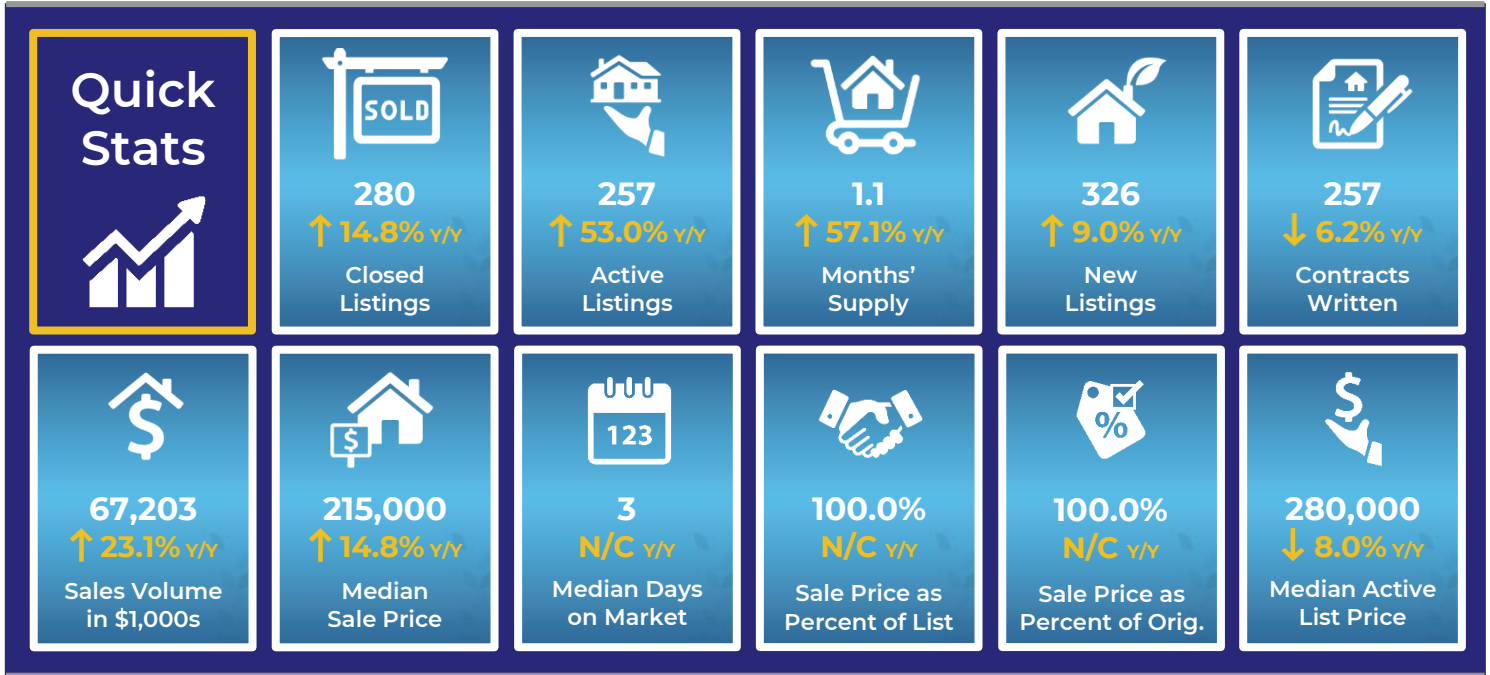 Quick
Stats
SOLD
280
↑ 14.8% Y/Y
Closed
Listings
257
↑ 53.0% Y/Y
Active
Listings
1.1
↑ 57.1% Y/Y
Months’
Supply
326
↑ 9.0% Y/Y
New
Listings
257
↓ 6.2% Y/Y
Contracts
Written
$
67,203
↑ 23.1% Y/Y
Sales Volume
in $1,000s
$
215,000
↑ 14.8% Y/Y
Median
Sale Price
123
3
N/C Y/Y
Median Days
on Market
100.0%
N/C Y/Y
Sale Price as
Percent of List
%
100.0%
N/C Y/Y
Sale Price as
Percent of Orig.
$
280,000
↓ 8.0% Y/Y
Median Active
List Price